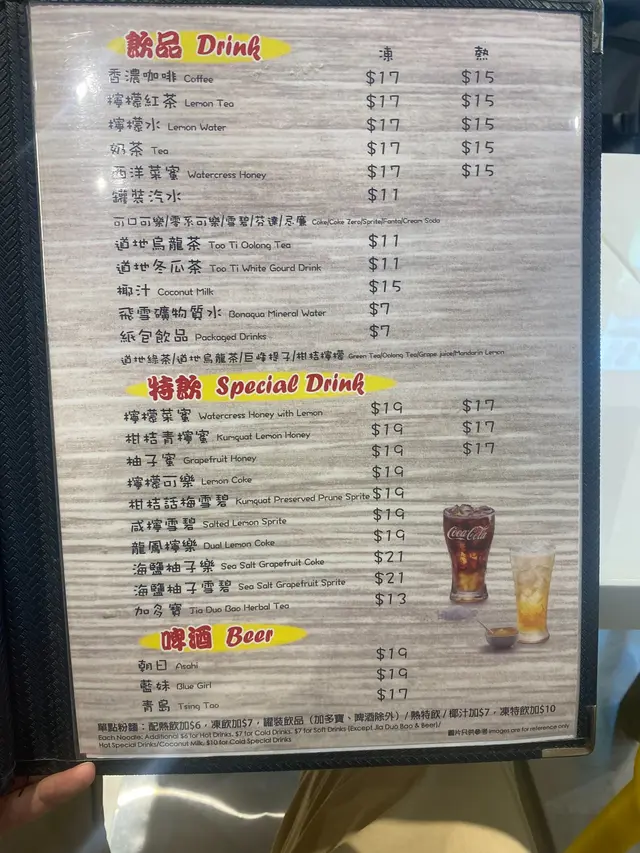 飲品 Drink
凍 熱
香濃咖啡 Coffee $17 $15
檸檬紅茶 Lemon Tea $17 $15
檸檬水 Lemon Water $17 $15
奶茶 Tea $17 $15
西洋菜蜜 Watercress Honey $17 $15
罐裝汽水 $11
可口可樂/零系可樂/雪碧/芬達/忌廉 Coke/Coke Zero/Sprite/Fanta/Cream Soda
道地烏龍茶 Tao Ti Oolong Tea $11
道地冬瓜茶 Tao Ti White Gourd Drink $11
椰汁 Coconut Milk $15
飛雪礦物質水 Bonaqua Mineral Water $7
紙包飲品 Packaged Drinks $7
道地綠茶/道地烏龍茶/巨峰提子/柑桔檸檬 Green Tea/Oolong Tea/Grape juice/Mandarin Lemon
特飲 Special Drink
檸檬菜蜜 Watercress Honey with Lemon $19 $17
柑桔青檸蜜 Kumquat Lemon Honey $19 $17
柚子蜜 Grapefruit Honey $19 $17
檸檬可樂 Lemon Coke $19
柑桔話梅雪碧 Kumquat Preserved Prune Sprite $19
咸檸雪碧 Salted Lemon Sprite $19
龍鳳檸樂 Dual Lemon Coke $19
海鹽柚子樂 Sea Salt Grapefruit Coke $21
海鹽柚子雪碧 Sea Salt Grapefruit Sprite $21
加多寶 Jia Duo Bao Herbal Tea $13
Coca-Cola
啤酒 Beer
朝日 Asahi $19
藍妹 Blue Girl $19
青島 Tsing Tao $17
單點粉麵：配熱飲加$6，凍飲加$7，罐裝飲品（加多寶、啤酒除外）/熱特飲/椰汁加$7，凍特飲加$10
Each Noodle: Additional $6 for Hot Drinks. $7 for Cold Drinks. $7 for Soft Drinks (Except Jia Duo Bao & Beer)/
Hot Special Drinks/Coconut Milk. $10 for Cold Special Drinks
圖片只供參考 Images are for reference only